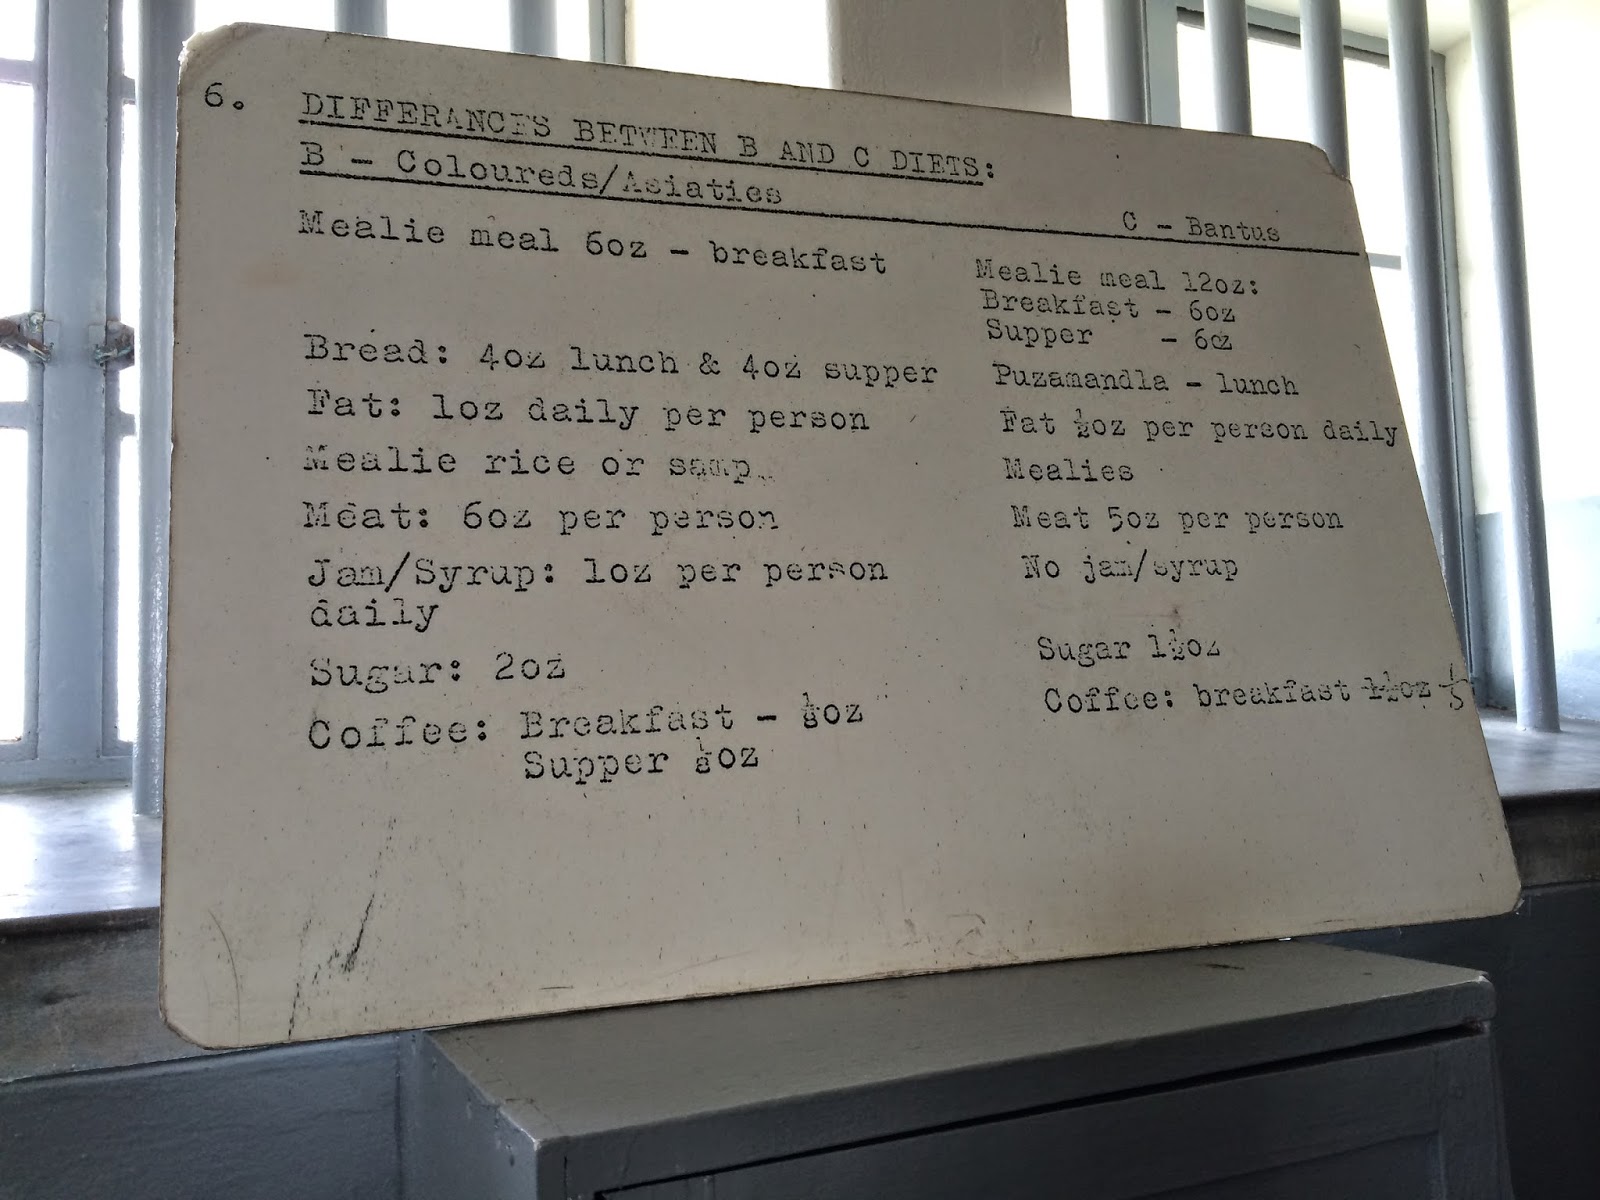 6. DIFFERANCES BETWEEN B AND C DIETS:
B - Coloureds/Asiaties
C - Bantus
Mealie meal 6oz - breakfast
Mealie meal 12oz:
Breakfast - 6oz
Supper - 6oz
Bread: 4oz lunch & 4oz supper
Puzamandla - lunch
Fat: 1oz daily per person
Fat ½oz per person daily
Mealie rice or samp
Mealies
Meat: 6oz per person
Meat 5oz per person
Jam/Syrup: 1oz per person
daily
No jam/syrup
Sugar: 2oz
Sugar 1½oz
Coffee: Breakfast - ⅛oz
Supper ⅛oz
Coffee: breakfast